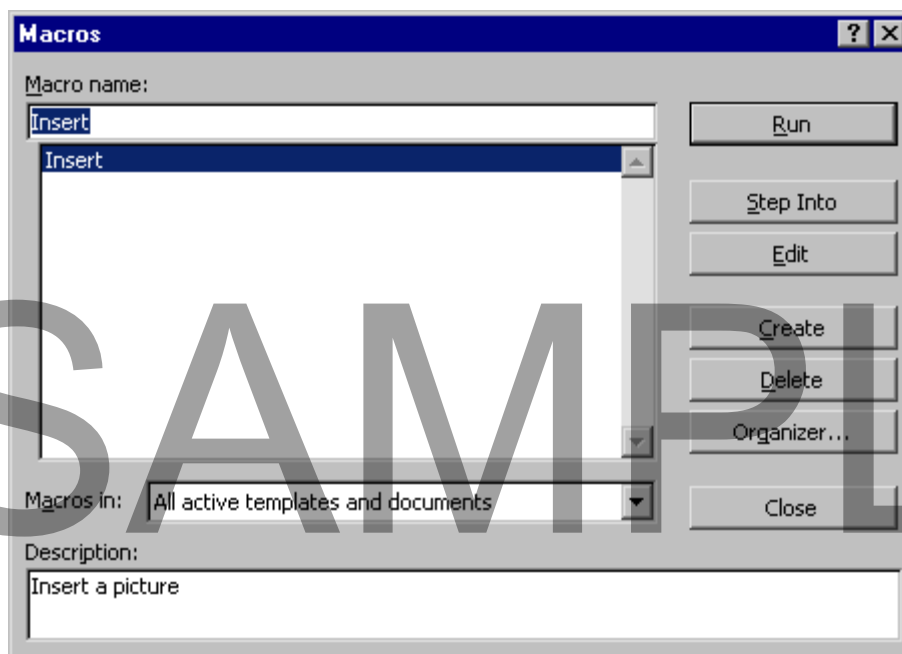 Macros
Macro name:
Insert
Insert
Run
Step Into
Edit
Create
Delete
Organizer...
Macros in: All active templates and documents
Close
Description:
Insert a picture
SAMPL